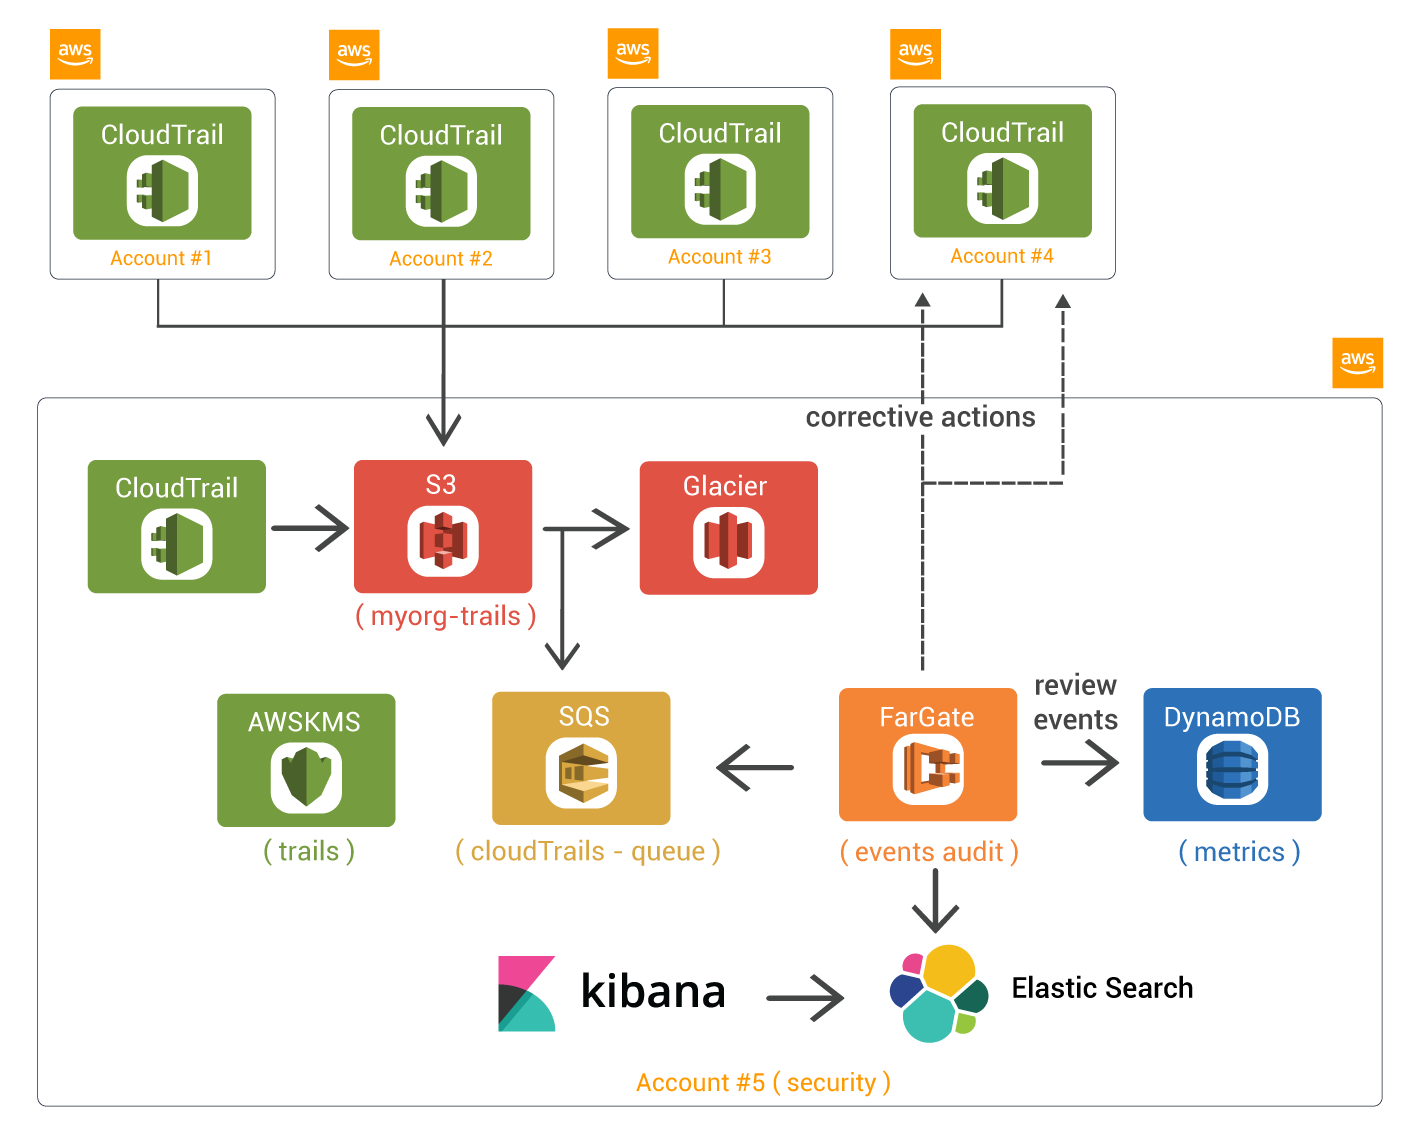 aws
aws
aws
aws
CloudTrail
CloudTrail
CloudTrail
CloudTrail
Account #1
Account #2
Account #3
Account #4
aws
corrective actions
CloudTrail
S3
Glacier
( myorg-trails )
review
events
AWSKMS
SQS
FarGate
DynamoDB
( trails )
( cloudTrails - queue )
( events audit )
( metrics )
kibana
Elastic Search
Account #5 ( security )